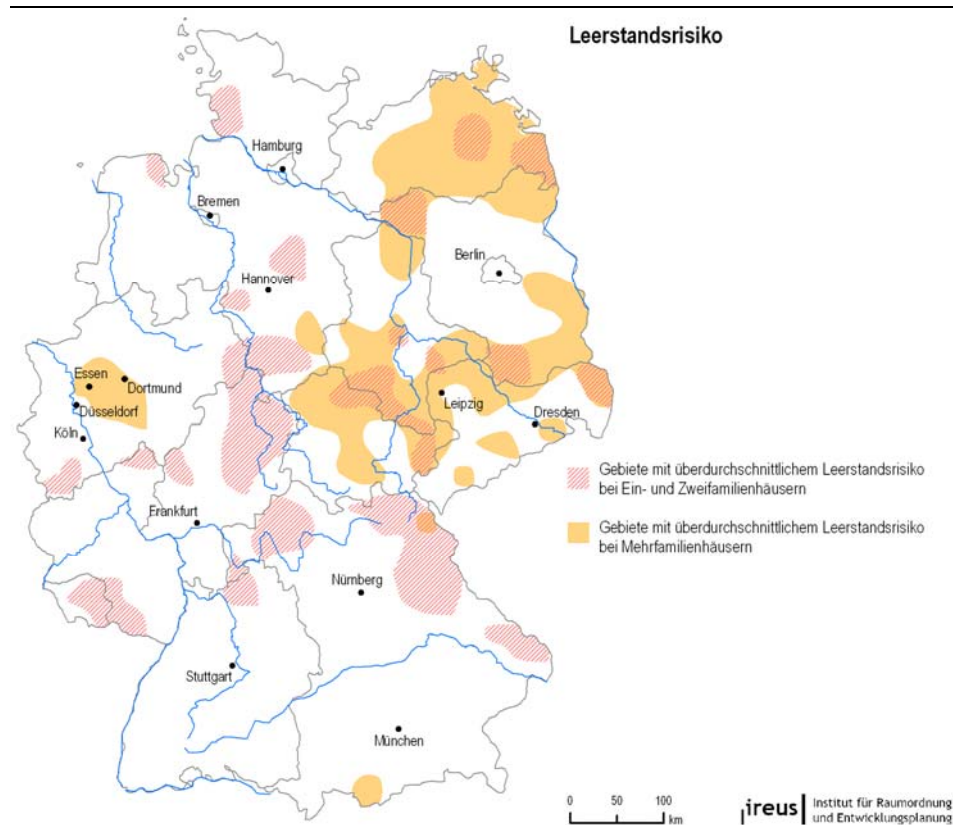 Leerstandsrisiko
Hamburg
Bremen
Berlin
Hannover
Essen
Dortmund
Düsseldorf
Leipzig
Köln
Dresden
Gebiete mit überdurchschnittlichem Leerstandsrisiko
bei Ein- und Zweifamilienhäusern
Frankfurt
Gebiete mit überdurchschnittlichem Leerstandsrisiko
bei Mehrfamilienhäusern
Nürnberg
Stuttgart
München
0 50 100
km
ireus
Institut für Raumordnung
und Entwicklungsplanung